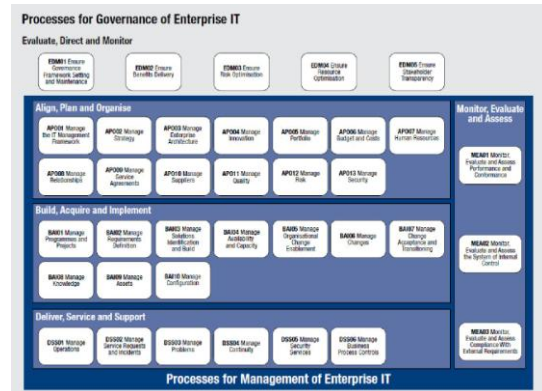 Processes for Governance of Enterprise IT
Evaluate, Direct and Monitor
EDM01 Ensure
Governance
Framework Setting
and Maintenance
EDM02 Ensure
Benefits Delivery
EDM03 Ensure
Risk Optimisation
EDM04 Ensure
Resource
Optimisation
EDM05 Ensure
Stakeholder
Transparency
Align, Plan and Organise
APO01 Manage
the IT Management
Framework
APO02 Manage
Strategy
APO03 Manage
Enterprise
Architecture
APO04 Manage
Innovation
APO05 Manage
Portfolio
APO06 Manage
Budget and Costs
APO07 Manage
Human Resources
APO08 Manage
Relationships
APO09 Manage
Service
Agreements
APO10 Manage
Suppliers
APO11 Manage
Quality
APO12 Manage
Risk
APO13 Manage
Security
Build, Acquire and Implement
BAI01 Manage
Programmes and
Projects
BAI02 Manage
Requirements
Definition
BAI03 Manage
Solutions
Identification
and Build
BAI04 Manage
Availability
and Capacity
BAI05 Manage
Organisational
Change
Enablement
BAI06 Manage
Changes
BAI07 Manage
Change
Acceptance and
Transitioning
BAI08 Manage
Knowledge
BAI09 Manage
Assets
BAI10 Manage
Configuration
Deliver, Service and Support
DSS01 Manage
Operations
DSS02 Manage
Service Requests
and Incidents
DSS03 Manage
Problems
DSS04 Manage
Continuity
DSS05 Manage
Security
Services
DSS06 Manage
Business
Process Controls
Monitor, Evaluate
and Assess
MEA01 Monitor,
Evaluate and Assess
Performance and
Conformance
MEA02 Monitor,
Evaluate and Assess
the System of Internal
Control
MEA03 Monitor,
Evaluate and Assess
Compliance With
External Requirements
Processes for Management of Enterprise IT